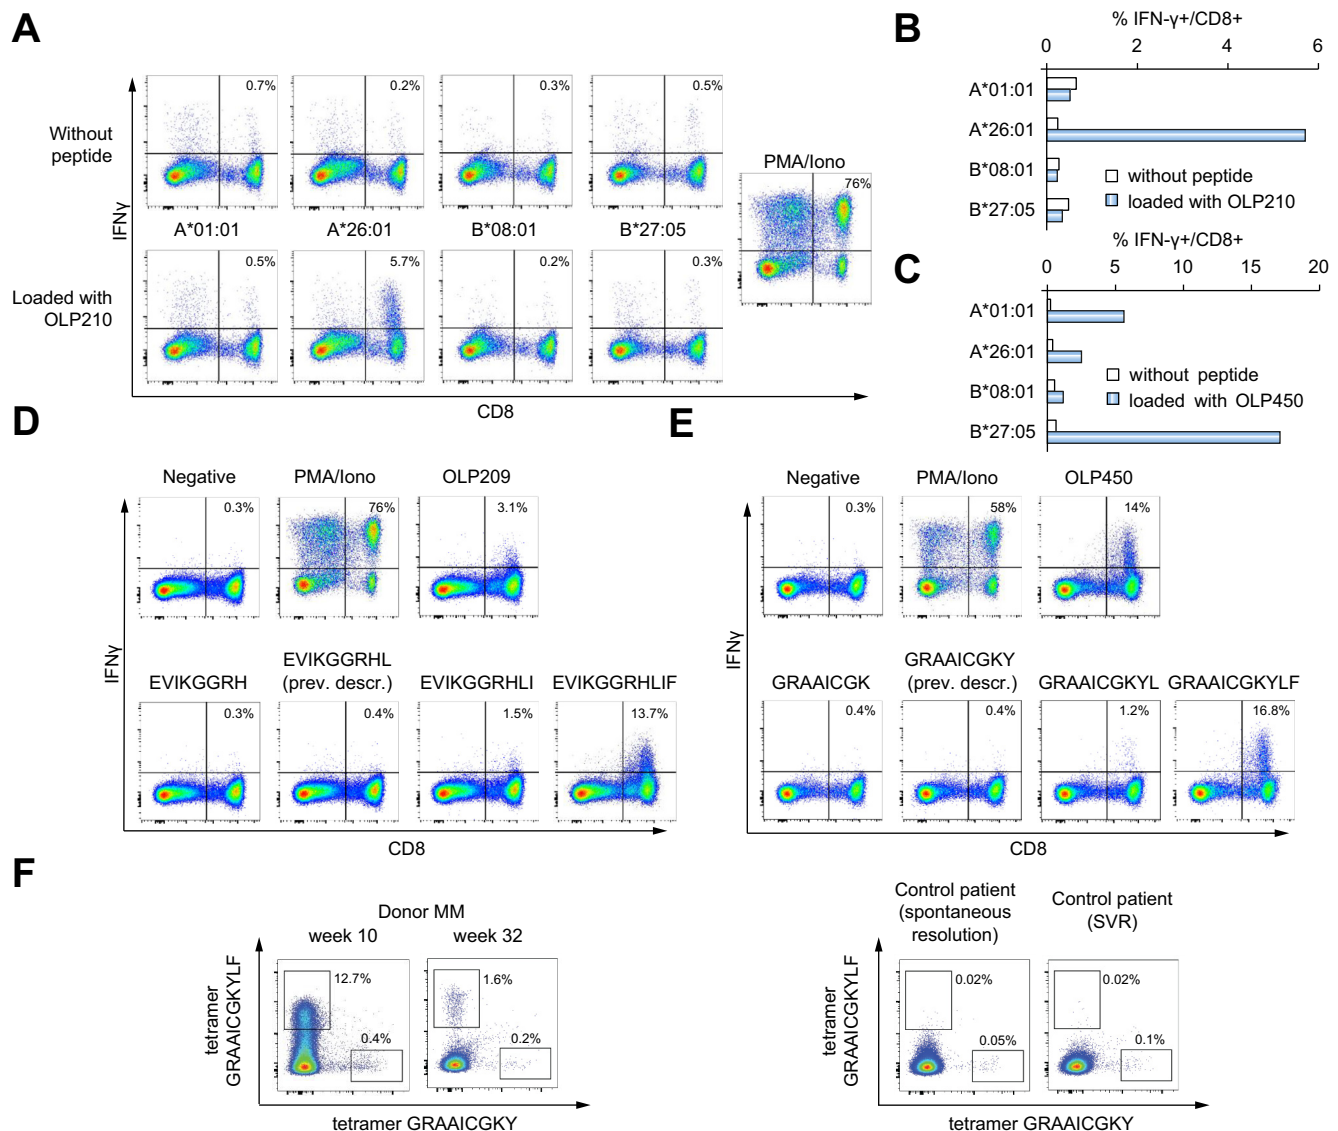 A
0.7%
0.2%
0.3%
0.5%
Without
peptide
PMA/Iono
76%
IFNγ
A*01:01
A*26:01
B*08:01
B*27:05
0.5%
5.7%
0.2%
0.3%
Loaded with
OLP210
CD8
B
% IFN-γ+/CD8+
0
2
4
6
A*01:01
A*26:01
B*08:01
B*27:05
without peptide
loaded with OLP210
C
% IFN-γ+/CD8+
0
5
10
15
20
A*01:01
A*26:01
B*08:01
B*27:05
without peptide
loaded with OLP450
D
Negative
PMA/Iono
OLP209
0.3%
76%
3.1%
IFNγ
EVIKGGRH
EVIKGGRHL
(prev. descr.)
EVIKGGRHLI
EVIKGGRHLIF
0.3%
0.4%
1.5%
13.7%
CD8
E
Negative
PMA/Iono
OLP450
0.3%
58%
14%
IFNγ
GRAAICGK
GRAAICGKY
(prev. descr.)
GRAAICGKYL
GRAAICGKYLF
0.4%
0.4%
1.2%
16.8%
CD8
F
Donor MM
week 10
week 32
tetramer
GRAAICGKYLF
12.7%
0.4%
1.6%
0.2%
tetramer GRAAICGKY
Control patient
(spontaneous
resolution)
Control patient
(SVR)
tetramer
GRAAICGKYLF
0.02%
0.05%
0.02%
0.1%
tetramer GRAAICGKY